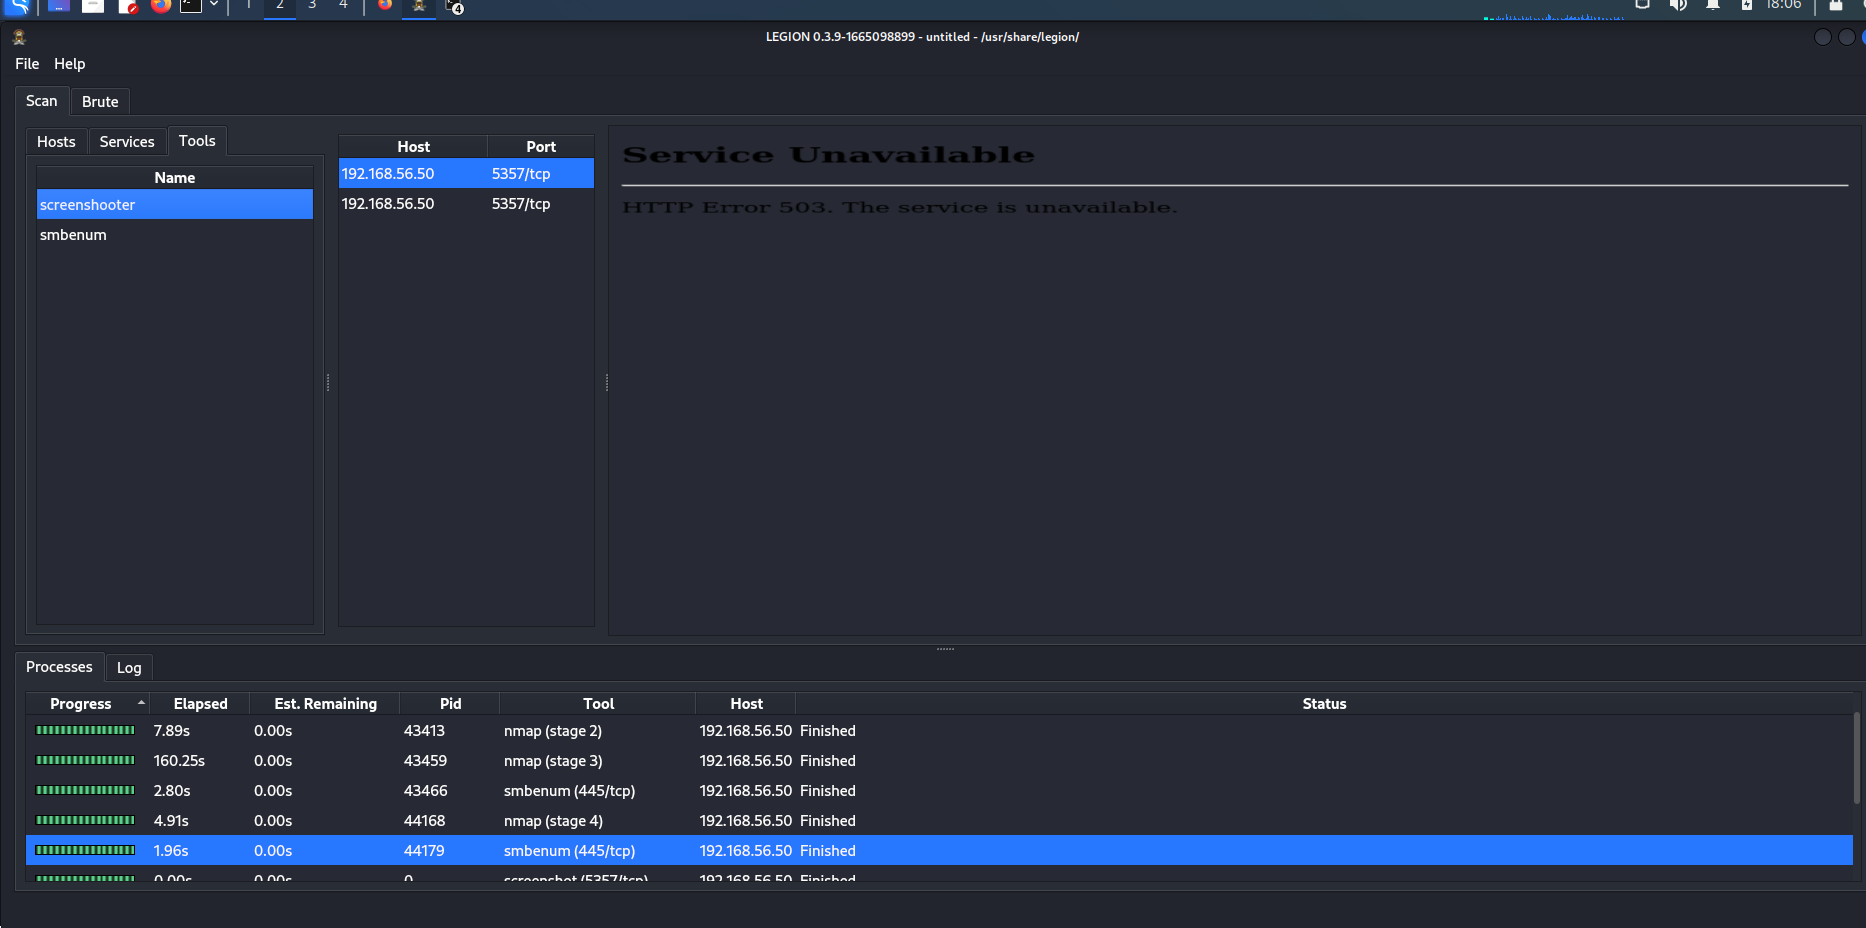 1 2 3 4 4 18:06
LEGION 0.3.9-1665098899 - untitled - /usr/share/legion/
File Help
Scan Brute
Hosts Services Tools
Name
screenshooter
smbenum
Host Port
192.168.56.50 5357/tcp
192.168.56.50 5357/tcp
Service Unavailable
HTTP Error 503. The service is unavailable.
Processes Log
Progress Elapsed Est. Remaining Pid Tool Host Status
7.89s 0.00s 43413 nmap (stage 2) 192.168.56.50 Finished
160.25s 0.00s 43459 nmap (stage 3) 192.168.56.50 Finished
2.80s 0.00s 43466 smbenum (445/tcp) 192.168.56.50 Finished
4.91s 0.00s 44168 nmap (stage 4) 192.168.56.50 Finished
1.96s 0.00s 44179 smbenum (445/tcp) 192.168.56.50 Finished
0.00s 0.00s 0 screenshot (5357/tcp) 192.168.56.50 Finished